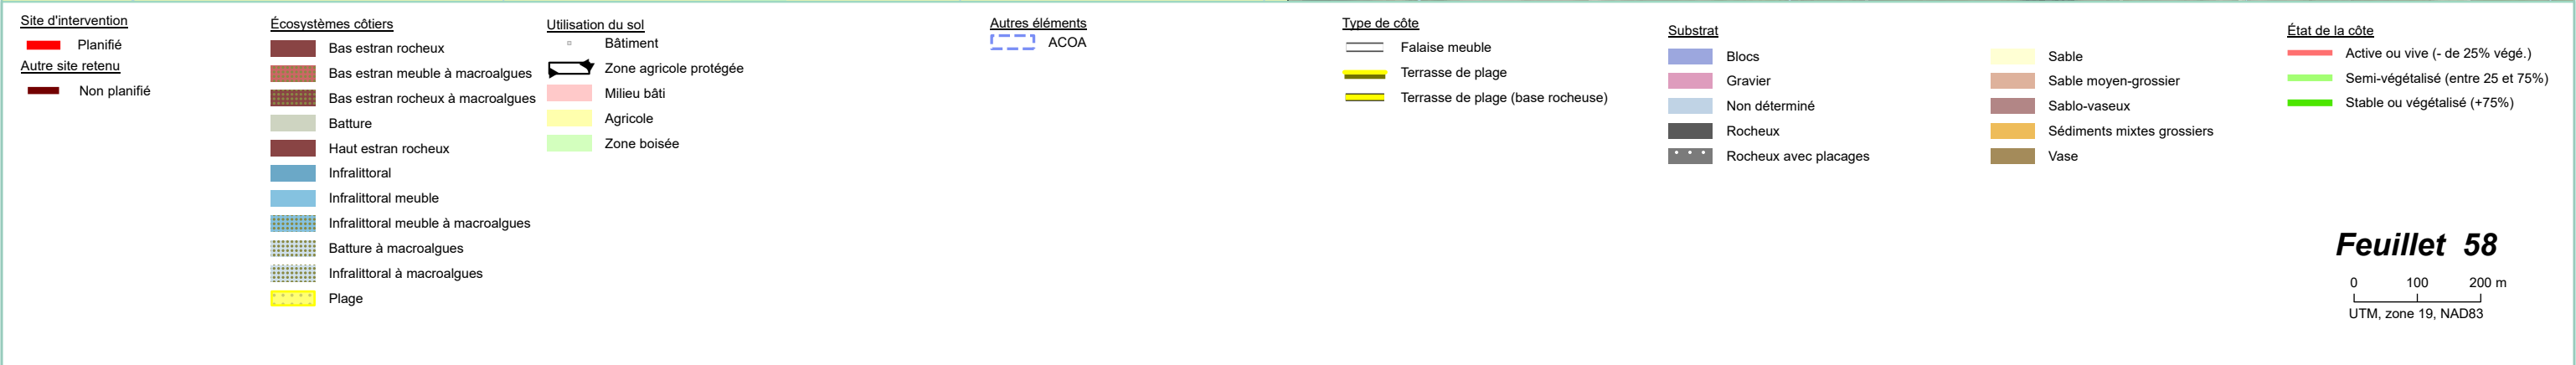 Site d'intervention
Planifié
Autre site retenu
Non planifié
Écosystèmes côtiers
Bas estran rocheux
Bas estran meuble à macroalgues
Bas estran rocheux à macroalgues
Batture
Haut estran rocheux
Infralittoral
Infralittoral meuble
Infralittoral meuble à macroalgues
Batture à macroalgues
Infralittoral à macroalgues
Plage
Utilisation du sol
Bâtiment
Zone agricole protégée
Milieu bâti
Agricole
Zone boisée
Autres éléments
ACOA
Type de côte
Falaise meuble
Terrasse de plage
Terrasse de plage (base rocheuse)
Substrat
Blocs
Gravier
Non déterminé
Rocheux
Rocheux avec placages
Sable
Sable moyen-grossier
Sablo-vaseux
Sédiments mixtes grossiers
Vase
État de la côte
Active ou vive (- de 25% végé.)
Semi-végétalisé (entre 25 et 75%)
Stable ou végétalisé (+75%)
Feuillet 58
0 100 200 m
UTM, zone 19, NAD83